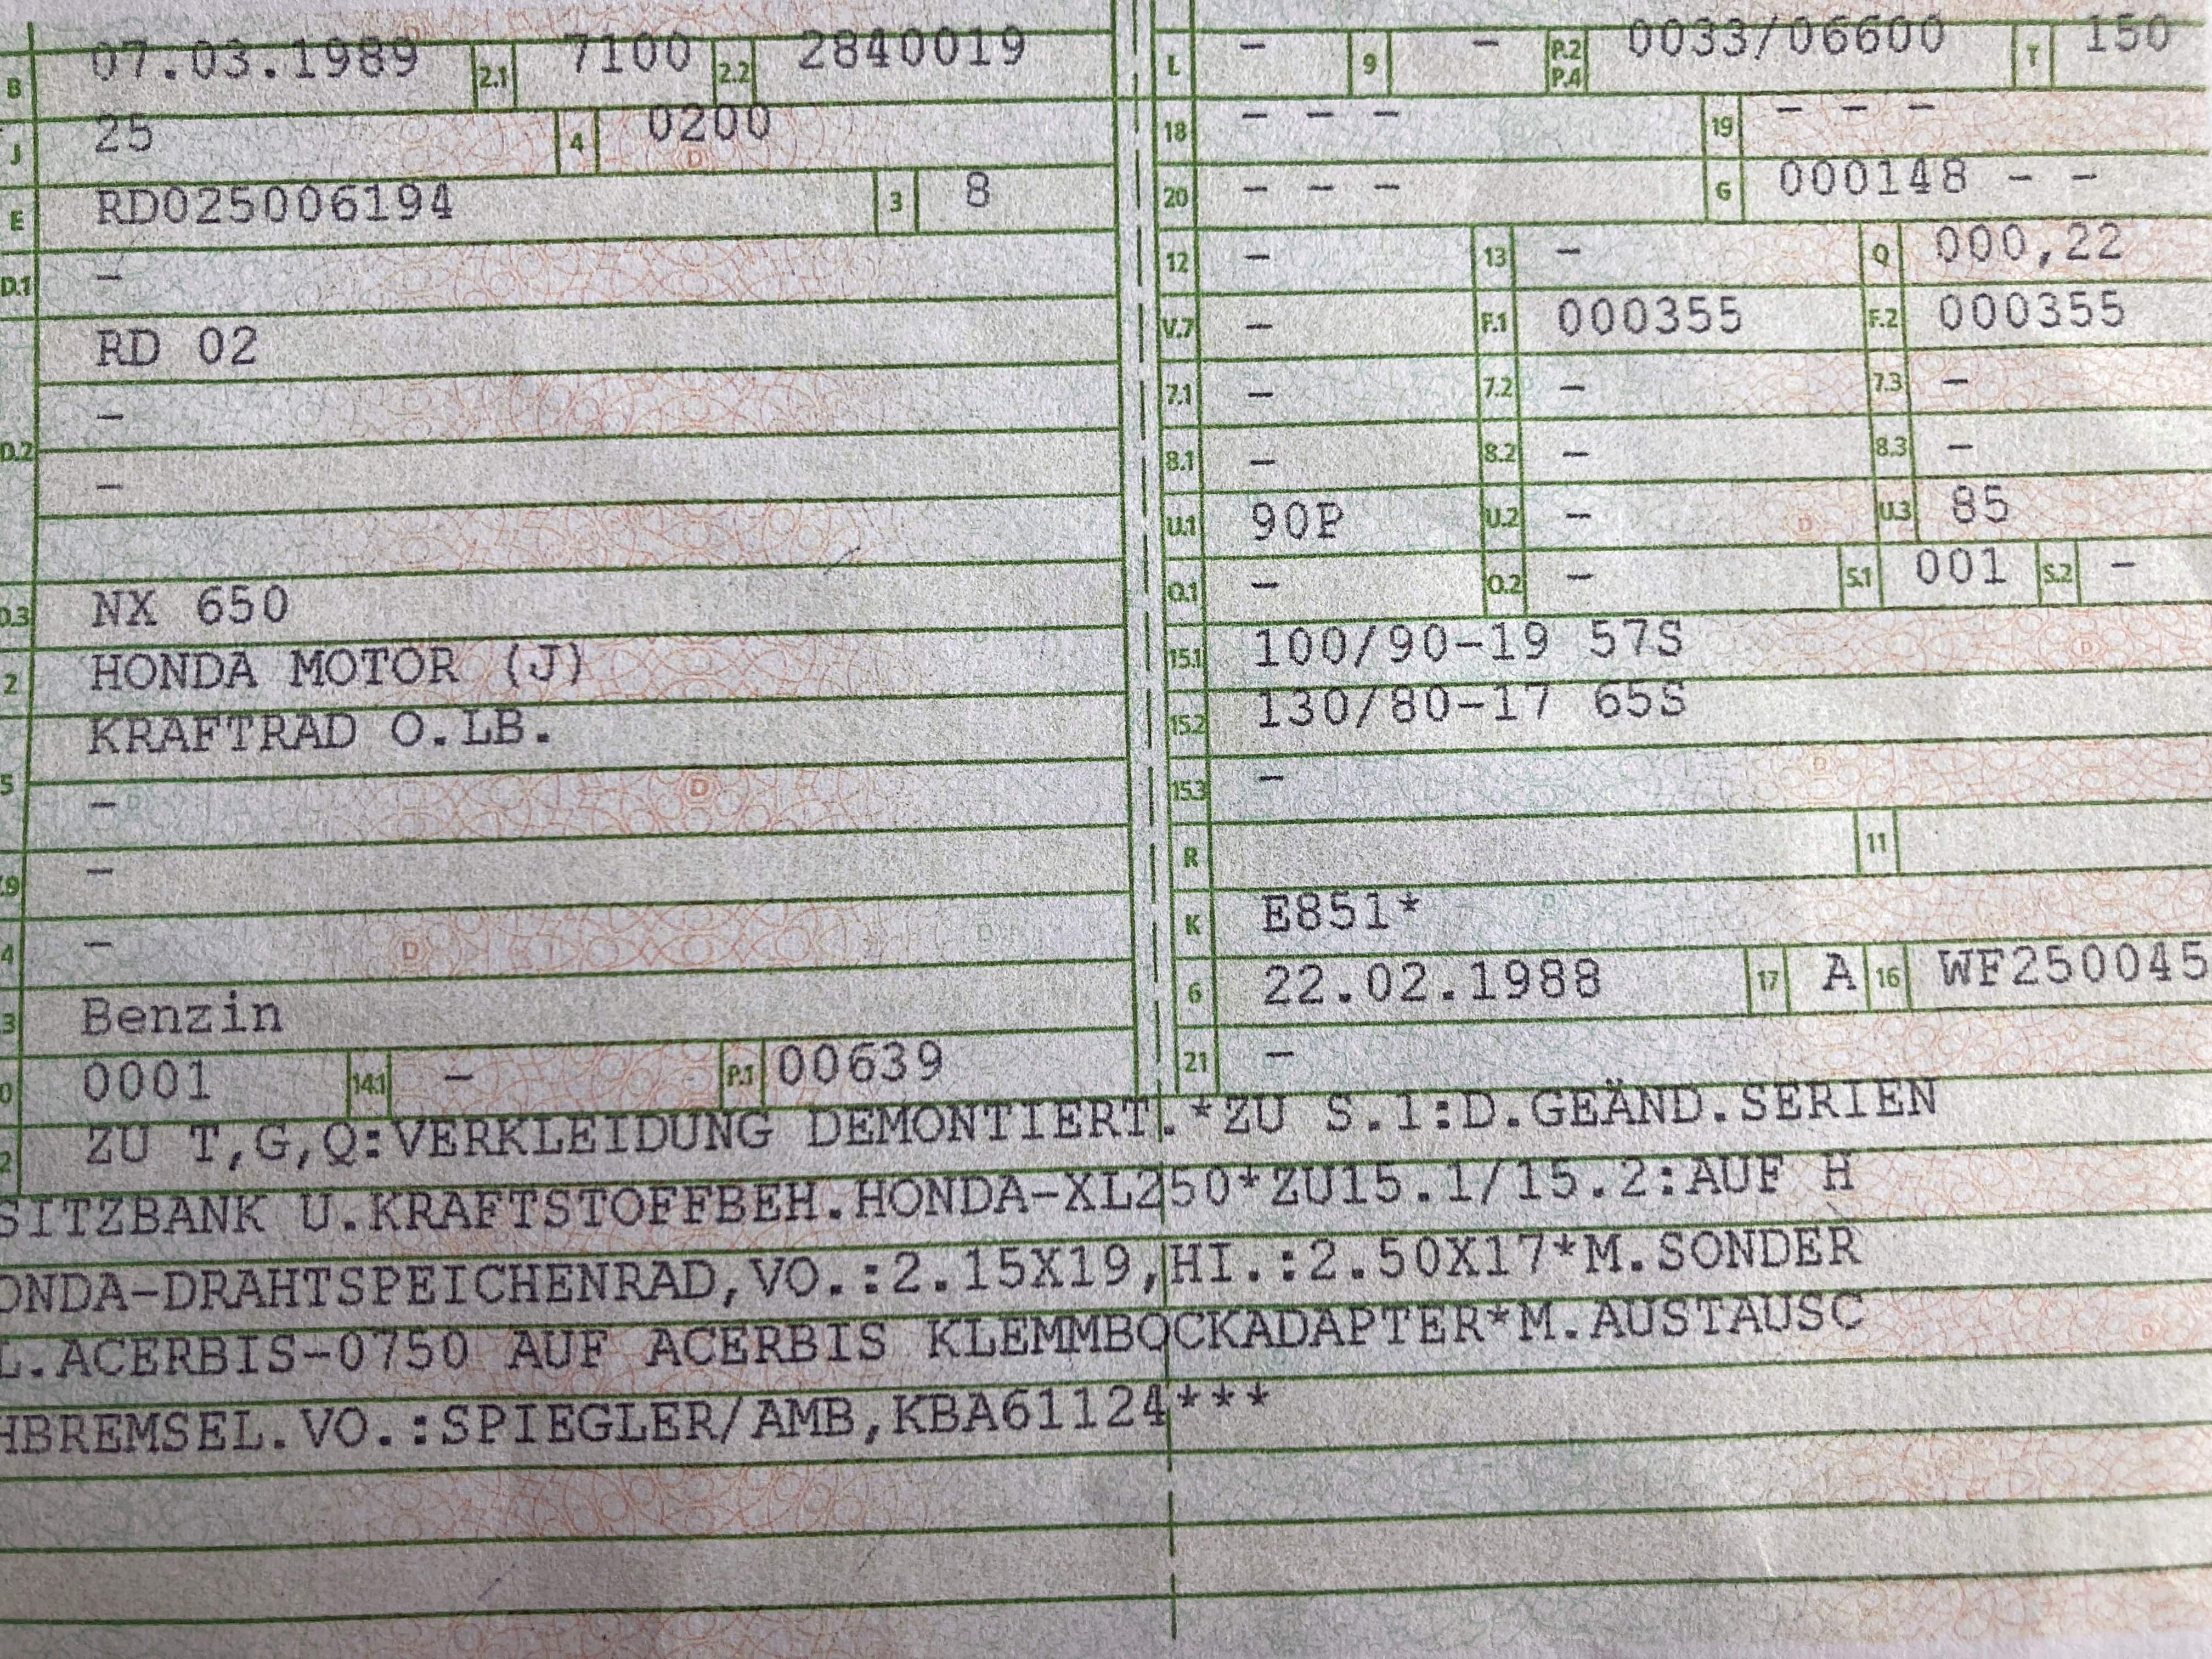 B 07.03.1989 2.1 7100 2.2 2840019
J 25 4 0200
E RD025006194 3 8
D.1 –
RD 02
–
D.2 –
D.3 NX 650
2 HONDA MOTOR (J)
KRAFTRAD O.LB.
5 –
.9 –
4 –
3 Benzin
0 0001 14.1 – P.1 00639
L – 9 – P.2 P.4 0033/06600 T 150
18 – – – 19 – – –
20 – – – G 000148 – –
12 – 13 – Q 000,22
V.7 – F.1 000355 F.2 000355
7.1 – 7.2 – 7.3 –
8.1 – 8.2 – 8.3 –
U.1 90P U.2 – U.3 85
O.1 – O.2 – S.1 001 S.2 –
15.1 100/90-19 57S
15.2 130/80-17 65S
15.3 –
R 11
K E851*
6 22.02.1988 17 A 16 WF250045
21 –
2 ZU T,G,Q:VERKLEIDUNG DEMONTIERT.*ZU S.1:D.GEÄND.SERIEN
SITZBANK U.KRAFTSTOFFBEH.HONDA-XL250*ZU15.1/15.2:AUF H
ONDA-DRAHTSPEICHENRAD,VO.:2.15X19,HI.:2.50X17*M.SONDER
L.ACERBIS-0750 AUF ACERBIS KLEMMBOCKADAPTER*M.AUSTAUSC
HBREMSEL.VO.:SPIEGLER/AMB,KBA61124***